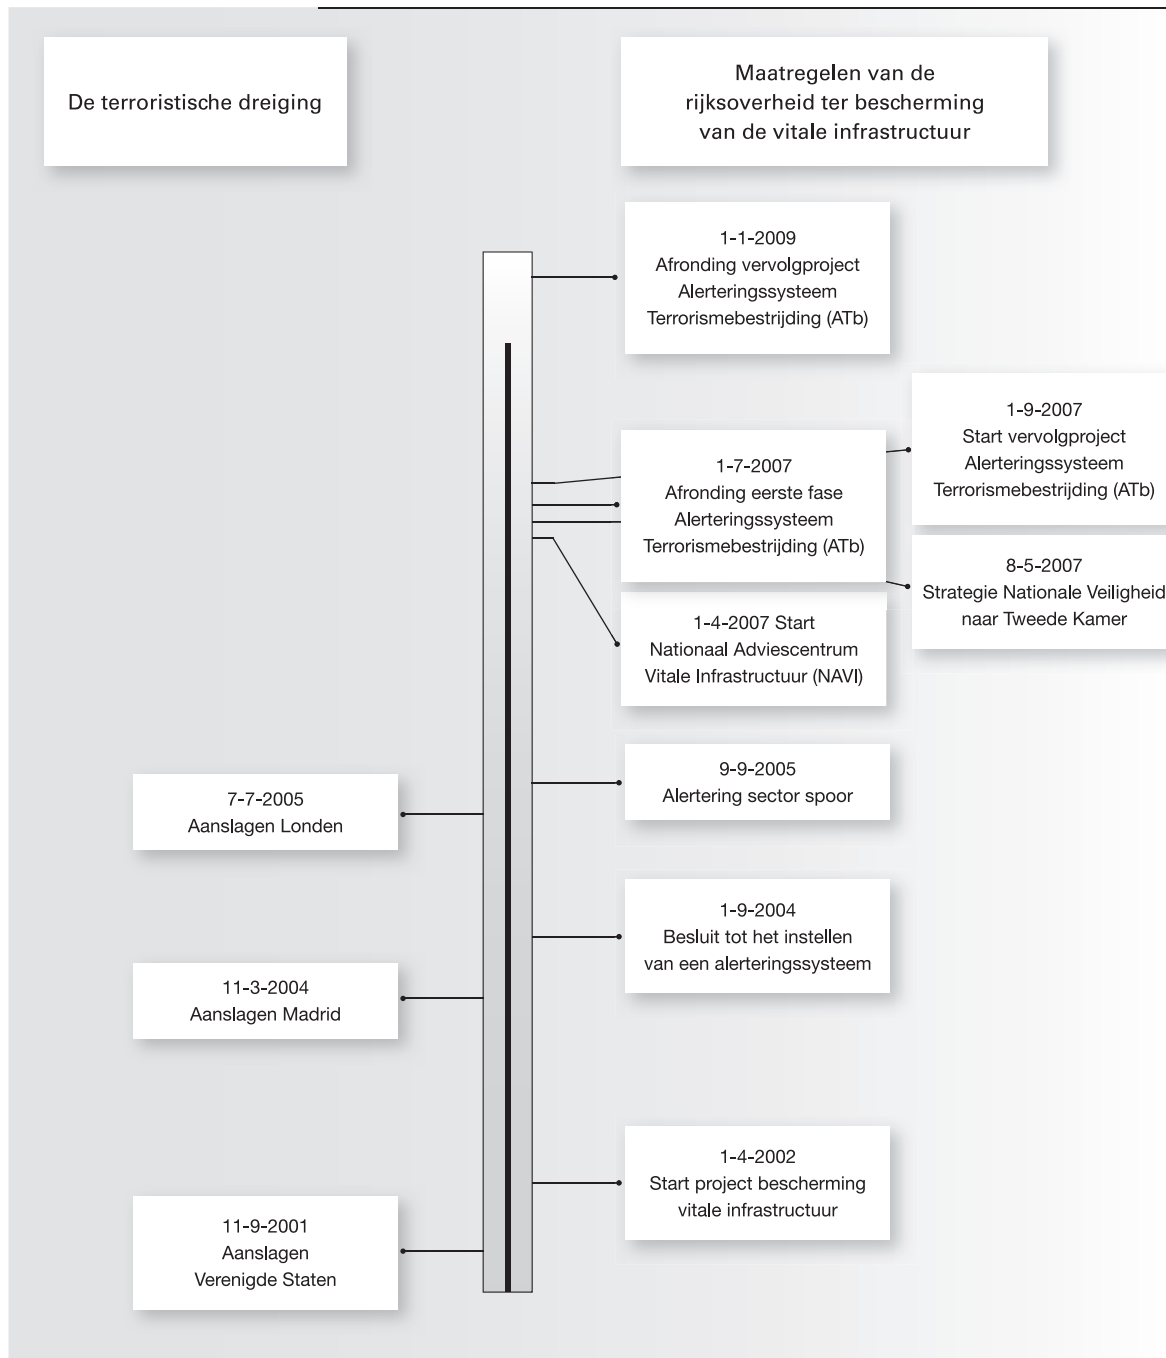 De terroristische dreiging
Maatregelen van de
rijksoverheid ter bescherming
van de vitale infrastructuur
1-1-2009
Afronding vervolgproject
Alerteringssysteem
Terrorismebestrijding (ATb)
1-9-2007
Start vervolgproject
Alerteringssysteem
Terrorismebestrijding (ATb)
1-7-2007
Afronding eerste fase
Alerteringssysteem
Terrorismebestrijding (ATb)
8-5-2007
Strategie Nationale Veiligheid
naar Tweede Kamer
1-4-2007 Start
Nationaal Adviescentrum
Vitale Infrastructuur (NAVI)
9-9-2005
Alertering sector spoor
7-7-2005
Aanslagen Londen
1-9-2004
Besluit tot het instellen
van een alerteringssysteem
11-3-2004
Aanslagen Madrid
1-4-2002
Start project bescherming
vitale infrastructuur
11-9-2001
Aanslagen
Verenigde Staten